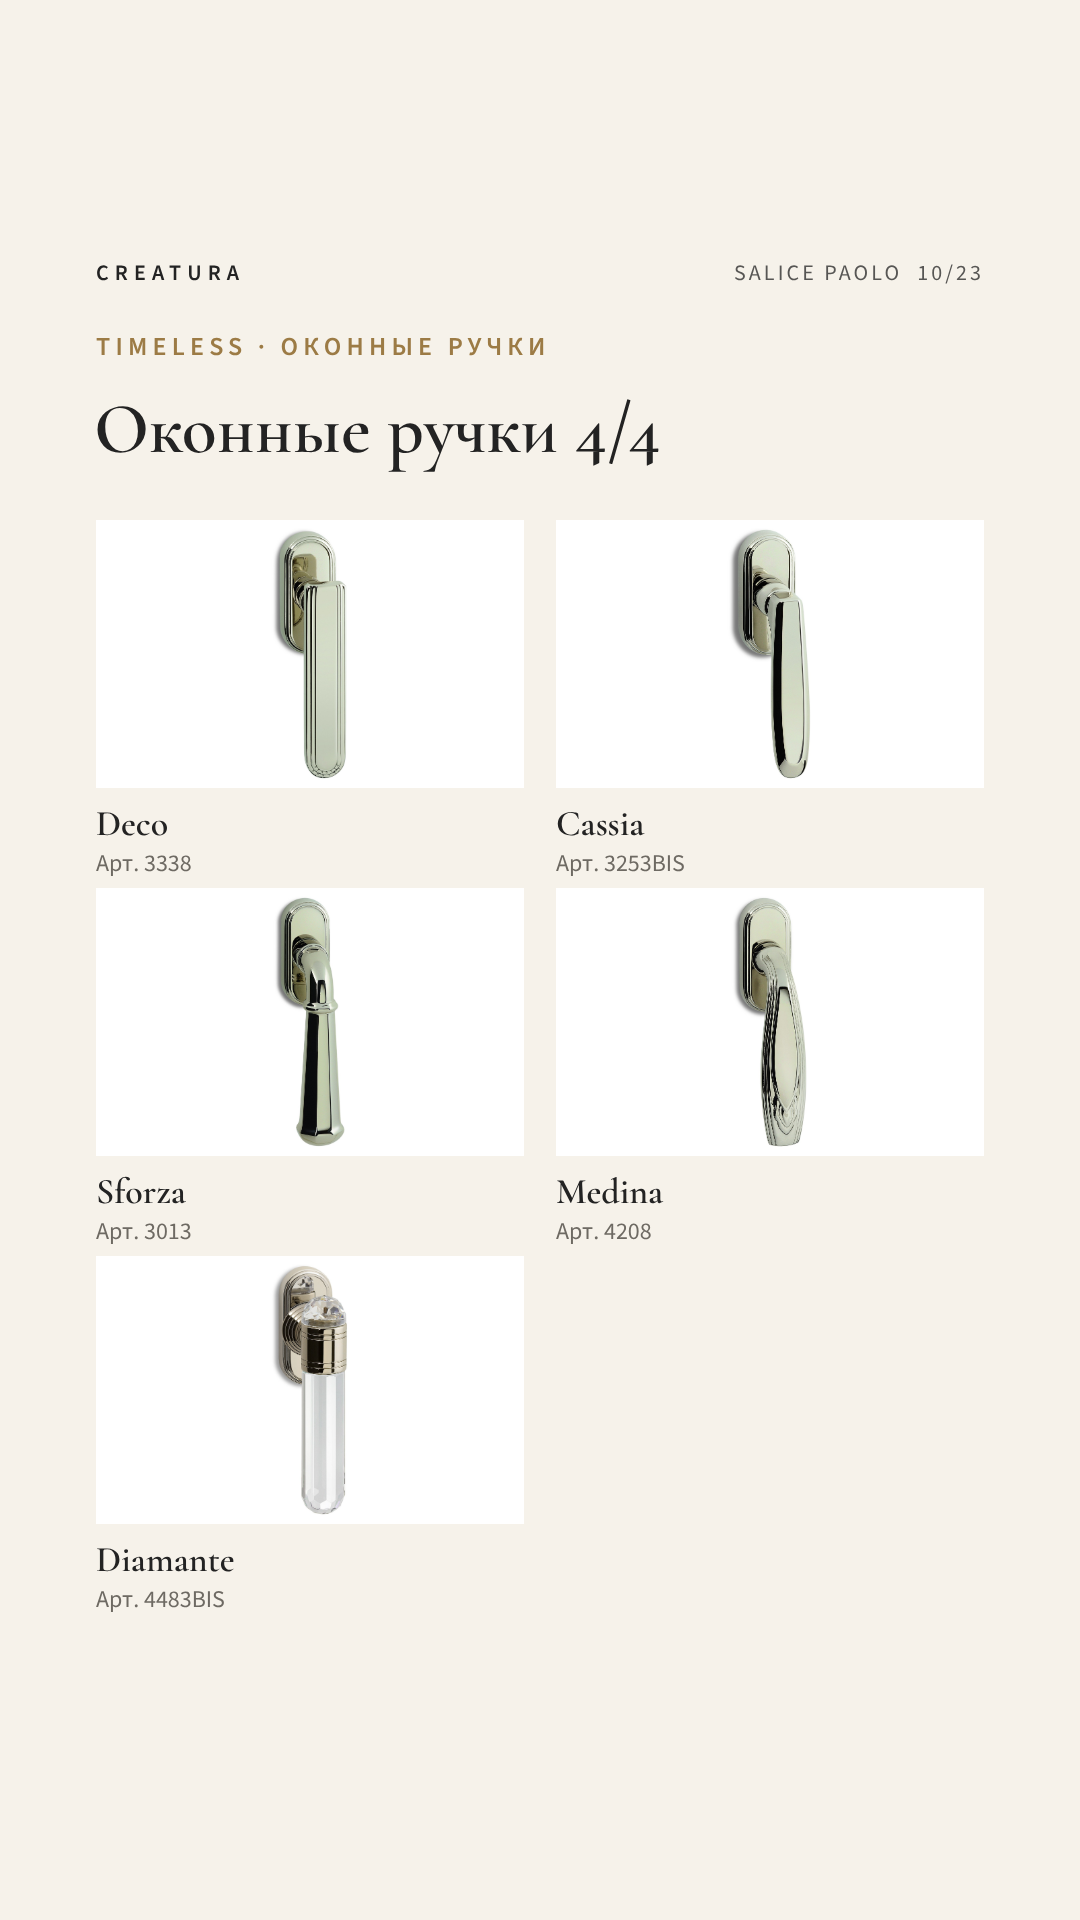 CREATURA
SALICE PAOLO 10/23
TIMELESS · ОКОННЫЕ РУЧКИ
Оконные ручки 4/4
Deco
Арт. 3338
Cassia
Арт. 3253BIS
Sforza
Арт. 3013
Medina
Арт. 4208
Diamante
Арт. 4483BIS